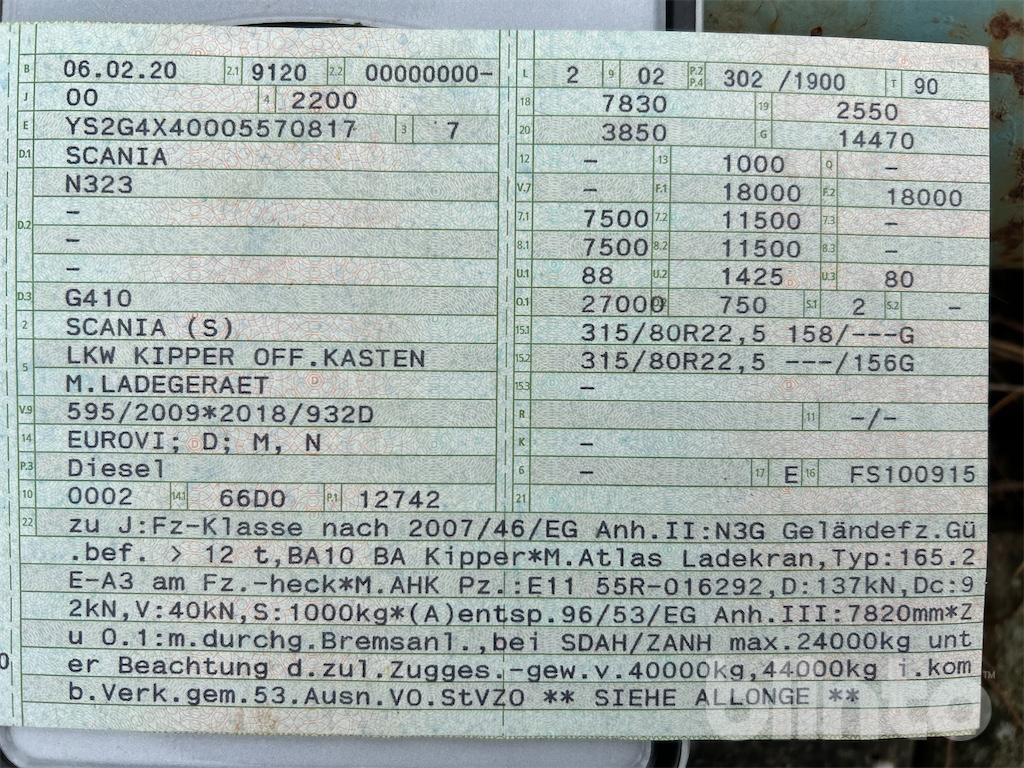 B 06.02.20 2.1 9120 2.2 00000000-
J 00 4 2200
E YS2G4X40005570817 3 7
D.1 SCANIA
N323
–
D.2 –
–
D.3 G410
2 SCANIA (S)
5 LKW KIPPER OFF.KASTEN
M.LADEGERAET
V.9 595/2009*2018/932D
14 EUROVI; D; M, N
P.3 Diesel
10 0002 14.1 66D0 P.1 12742
L 2 9 02 P.2 P.4 302 /1900 T 90
18 7830 19 2550
20 3850 G 14470
12 – 13 1000 Q –
V.7 – F.1 18000 F.2 18000
7.1 7500 7.2 11500 7.3 –
8.1 7500 8.2 11500 8.3 –
U.1 88 U.2 1425 U.3 80
O.1 27000 750 S.1 2 S.2 –
15.1 315/80R22,5 158/---G
15.2 315/80R22,5 ---/156G
15.3 –
R 11 –/–
K –
6 – 17 E 16 FS100915
21
22 zu J:Fz-Klasse nach 2007/46/EG Anh.II:N3G Geländefz.Gü
.bef. > 12 t,BA10 BA Kipper*M.Atlas Ladekran,Typ:165.2
E-A3 am Fz.-heck*M.AHK Pz.:E11 55R-016292,D:137kN,Dc:9
2kN,V:40kN,S:1000kg*(A)entsp.96/53/EG Anh.III:7820mm*Z
u O.1:m.durchg.Bremsanl.,bei SDAH/ZANH max.24000kg unt
er Beachtung d.zul.Zugges.-gew.v.40000kg,44000kg i.kom
b.Verk.gem.53.Ausn.VO.StVZO ** SIEHE ALLONGE **